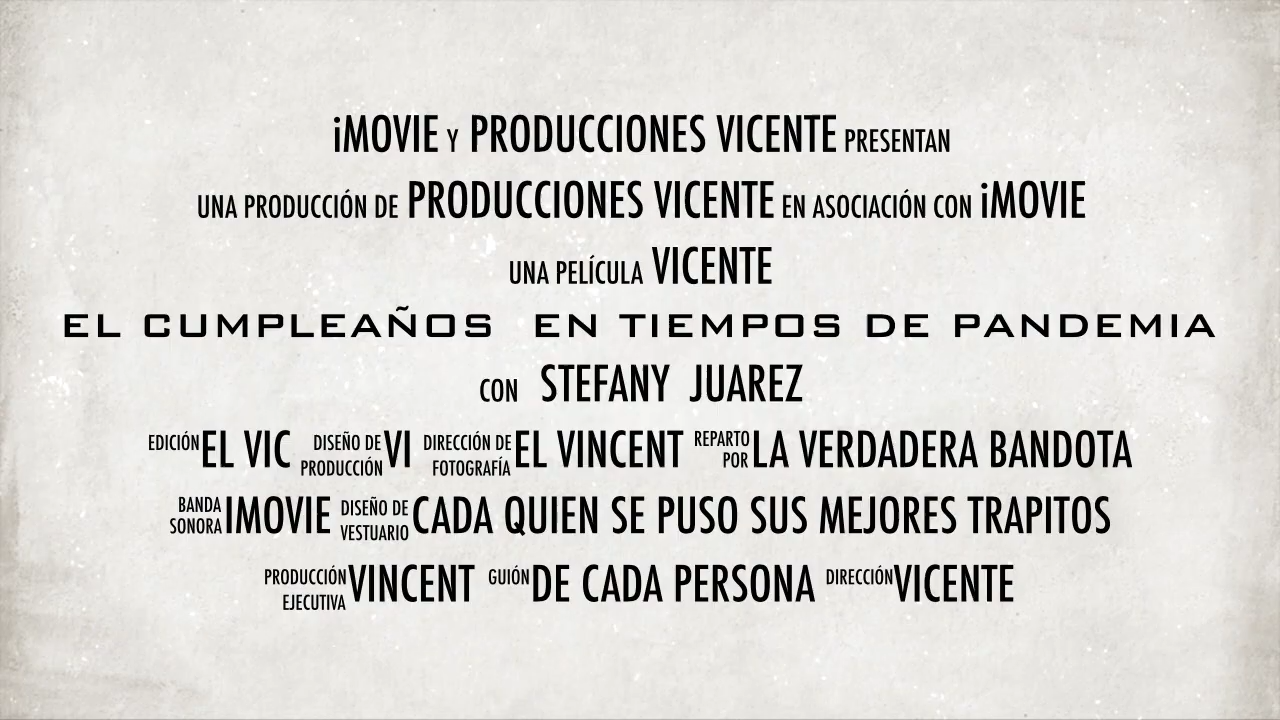 iMOVIE Y PRODUCCIONES VICENTE PRESENTAN
UNA PRODUCCIÓN DE PRODUCCIONES VICENTE EN ASOCIACIÓN CON iMOVIE
UNA PELÍCULA VICENTE
EL CUMPLEAÑOS EN TIEMPOS DE PANDEMIA
CON STEFANY JUAREZ
EDICIÓN EL VIC DISEÑO DE PRODUCCIÓN VI DIRECCIÓN DE FOTOGRAFÍA EL VINCENT REPARTO POR LA VERDADERA BANDOTA
BANDA SONORA IMOVIE DISEÑO DE VESTUARIO CADA QUIEN SE PUSO SUS MEJORES TRAPITOS
PRODUCCIÓN EJECUTIVA VINCENT GUIÓN DE CADA PERSONA DIRECCIÓN VICENTE